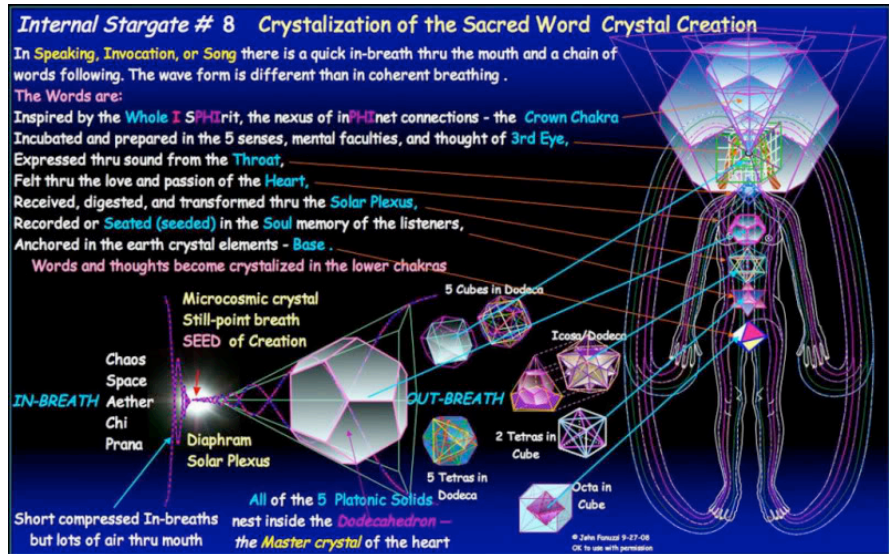 Internal Stargate # 8 Crystalization of the Sacred Word Crystal Creation
In Speaking, Invocation, or Song there is a quick in-breath thru the mouth and a chain of
words following. The wave form is different than in coherent breathing .
The Words are:
Inspired by the Whole I SPHIrit, the nexus of inPHInet connections - the Crown Chakra
Incubated and prepared in the 5 senses, mental faculties, and thought of 3rd Eye,
Expressed thru sound from the Throat,
Felt thru the love and passion of the Heart,
Received, digested, and transformed thru the Solar Plexus,
Recorded or Seated (seeded) in the Soul memory of the listeners,
Anchored in the earth crystal elements - Base .
Words and thoughts become crystalized in the lower chakras
Microcosmic crystal
Still-point breath
SEED of Creation
5 Cubes in Dodeca
Icosa/Dodeca
Chaos
Space
Aether
Chi
Prana
IN-BREATH
OUT-BREATH
Diaphram
Solar Plexus
2 Tetras in
Cube
5 Tetras in
Dodeca
Octa in
Cube
Short compressed In-breaths
but lots of air thru mouth
All of the 5 Platonic Solids
nest inside the Dodecahedron —
the Master crystal of the heart
© John Fanuzzi 9-27-08
OK to use with permission